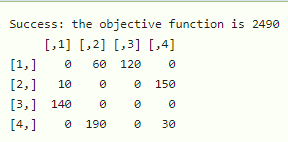 Success: the objective function is 2490
[,1] [,2] [,3] [,4]
[1,] 0 60 120 0
[2,] 10 0 0 150
[3,] 140 0 0 0
[4,] 0 190 0 30